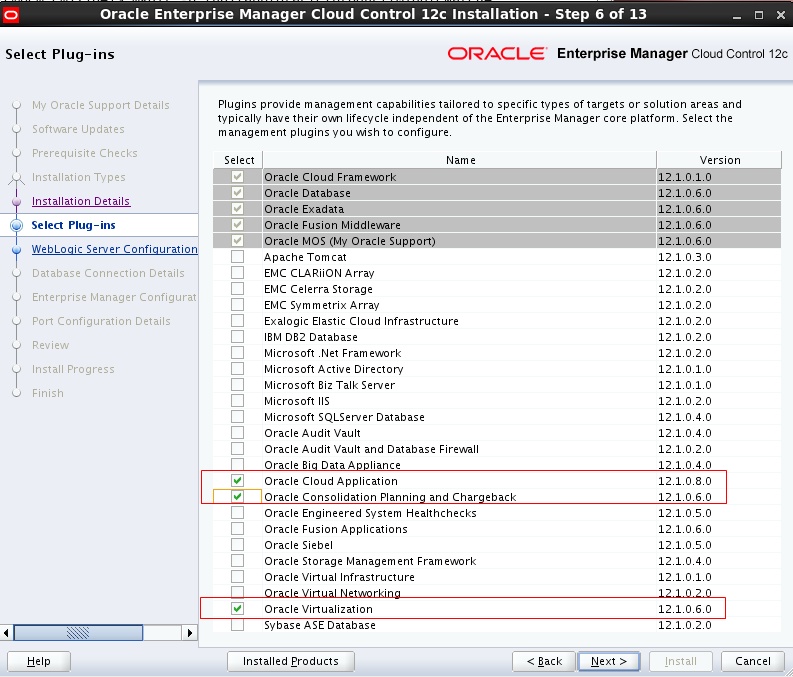 Oracle Enterprise Manager Cloud Control 12c Installation - Step 6 of 13
Select Plug-ins
ORACLE Enterprise Manager Cloud Control 12c
My Oracle Support Details
Software Updates
Prerequisite Checks
Installation Types
Installation Details
Select Plug-ins
WebLogic Server Configuration
Database Connection Details
Enterprise Manager Configurat
Port Configuration Details
Review
Install Progress
Finish
Plugins provide management capabilities tailored to specific types of targets or solution areas and
typically have their own lifecycle independent of the Enterprise Manager core platform. Select the
management plugins you wish to configure.
Select Name Version
Oracle Cloud Framework 12.1.0.1.0
Oracle Database 12.1.0.6.0
Oracle Exadata 12.1.0.6.0
Oracle Fusion Middleware 12.1.0.6.0
Oracle MOS (My Oracle Support) 12.1.0.6.0
Apache Tomcat 12.1.0.3.0
EMC CLARiiON Array 12.1.0.2.0
EMC Celerra Storage 12.1.0.2.0
EMC Symmetrix Array 12.1.0.2.0
Exalogic Elastic Cloud Infrastructure 12.1.0.2.0
IBM DB2 Database 12.1.0.2.0
Microsoft .Net Framework 12.1.0.2.0
Microsoft Active Directory 12.1.0.1.0
Microsoft Biz Talk Server 12.1.0.1.0
Microsoft IIS 12.1.0.2.0
Microsoft SQLServer Database 12.1.0.4.0
Oracle Audit Vault 12.1.0.4.0
Oracle Audit Vault and Database Firewall 12.1.0.2.0
Oracle Big Data Appliance 12.1.0.4.0
Oracle Cloud Application 12.1.0.8.0
Oracle Consolidation Planning and Chargeback 12.1.0.6.0
Oracle Engineered System Healthchecks 12.1.0.5.0
Oracle Fusion Applications 12.1.0.6.0
Oracle Siebel 12.1.0.5.0
Oracle Storage Management Framework 12.1.0.4.0
Oracle Virtual Infrastructure 12.1.0.1.0
Oracle Virtual Networking 12.1.0.2.0
Oracle Virtualization 12.1.0.6.0
Sybase ASE Database 12.1.0.2.0
Help Installed Products < Back Next > Install Cancel